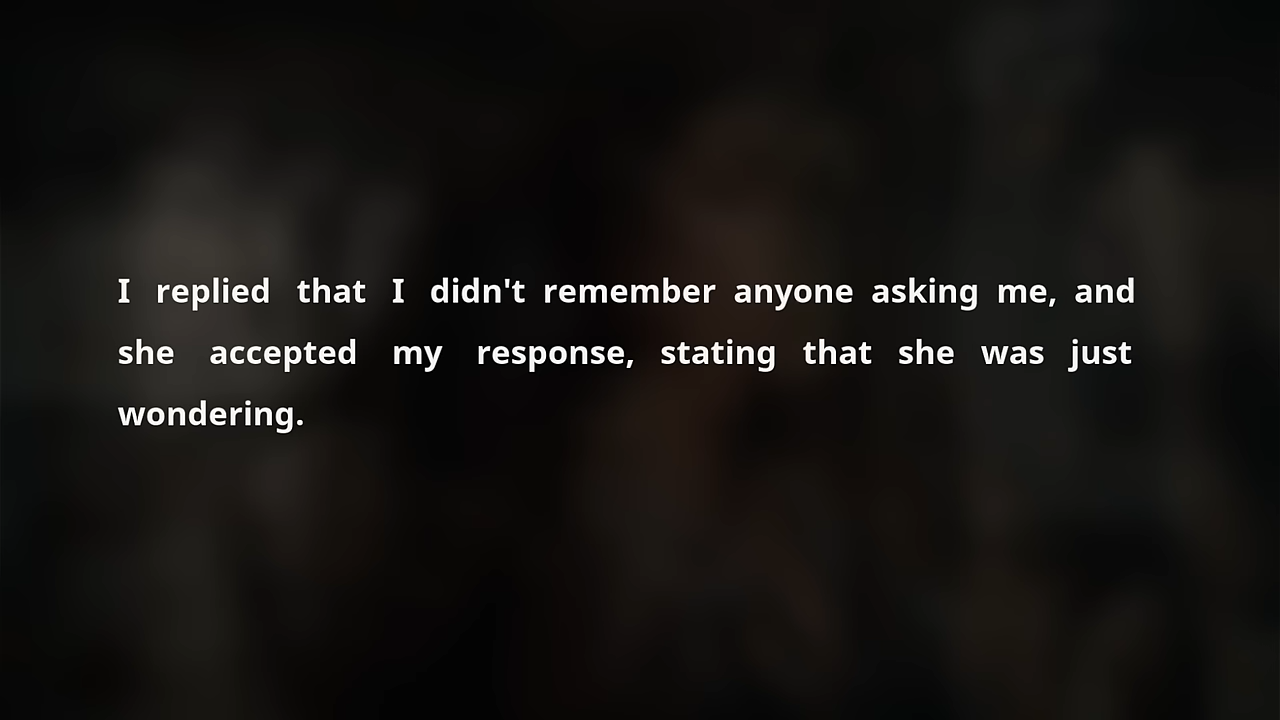 I replied that I didn't remember anyone asking me, and
she accepted my response, stating that she was just
wondering.